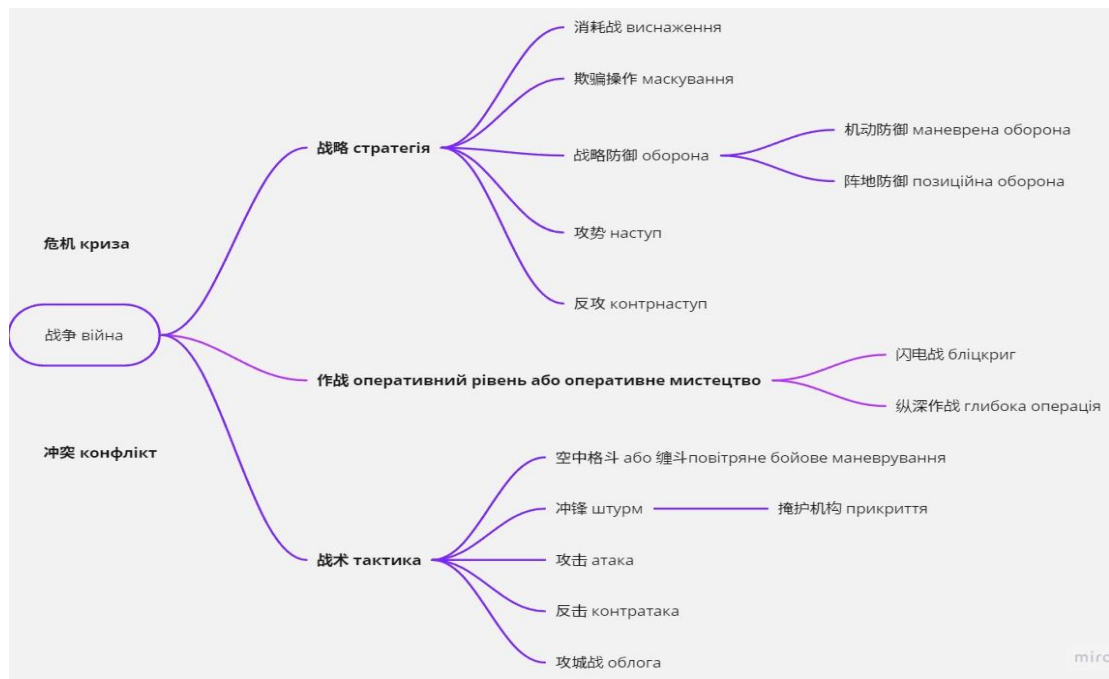 消耗战 виснаження
欺骗操作 маскування
战略 стратегія
战略防御 оборона
机动防御 маневрена оборона
阵地防御 позиційна оборона
攻势 наступ
反攻 контрнаступ
危机 криза
战争 війна
作战 оперативний рівень або оперативне мистецтво
闪电战 бліцкриг
纵深作战 глибока операція
冲突 конфлікт
战术 тактика
空中格斗 або 缠斗повітряне бойове маневрування
冲锋 штурм
掩护机构 прикриття
攻击 атака
反击 контратака
攻城战 облога